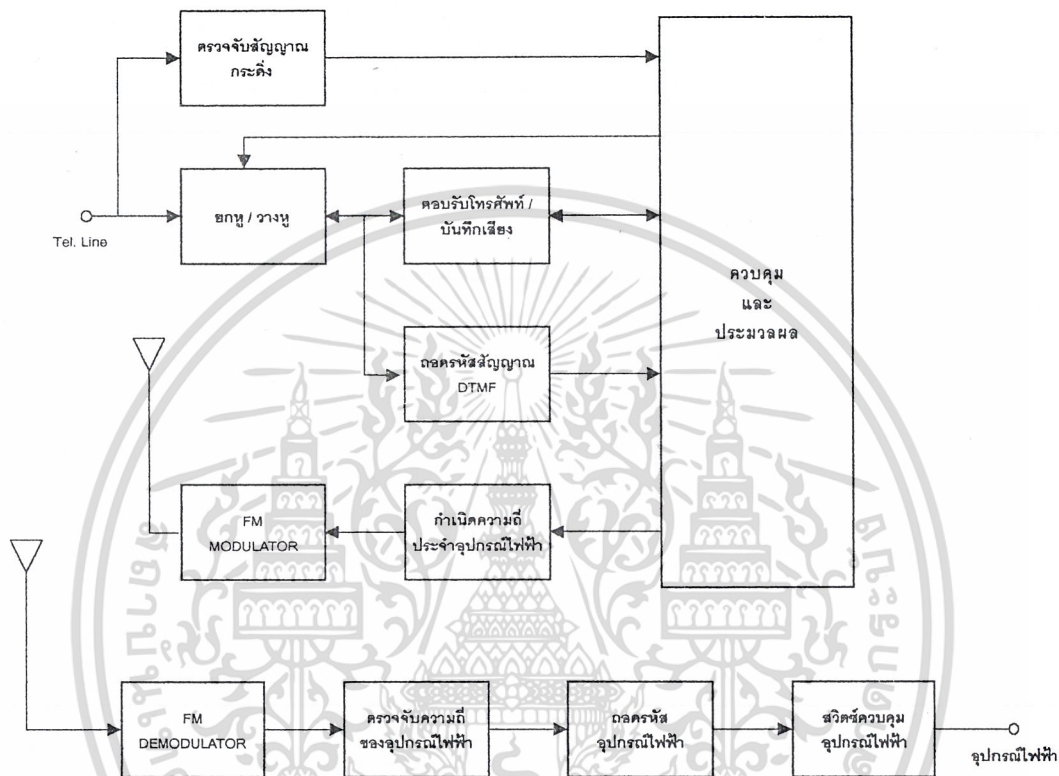 ตรวจจับสัญญาณ
กระดิ่ง
ยกหู / วางหู
ตอบรับโทรศัพท์ /
บันทึกเสียง
Tel. Line
ควบคุม
และ
ประมวลผล
ถอดรหัสสัญญาณ
DTMF
FM
MODULATOR
กำเนิดความถี่
ประจำอุปกรณ์ไฟฟ้า
FM
DEMODULATOR
ตรวจจับความถี่
ของอุปกรณ์ไฟฟ้า
ถอดรหัส
อุปกรณ์ไฟฟ้า
สวิตซ์ควบคุม
อุปกรณ์ไฟฟ้า
อุปกรณ์ไฟฟ้า